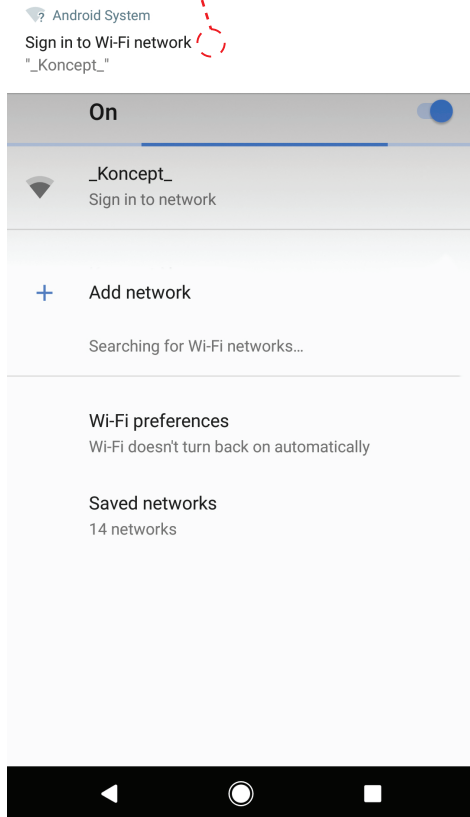 Android System
Sign in to Wi-Fi network
"_Koncept_"
On
_Koncept_
Sign in to network
Add network
Searching for Wi-Fi networks...
Wi-Fi preferences
Wi-Fi doesn't turn back on automatically
Saved networks
14 networks